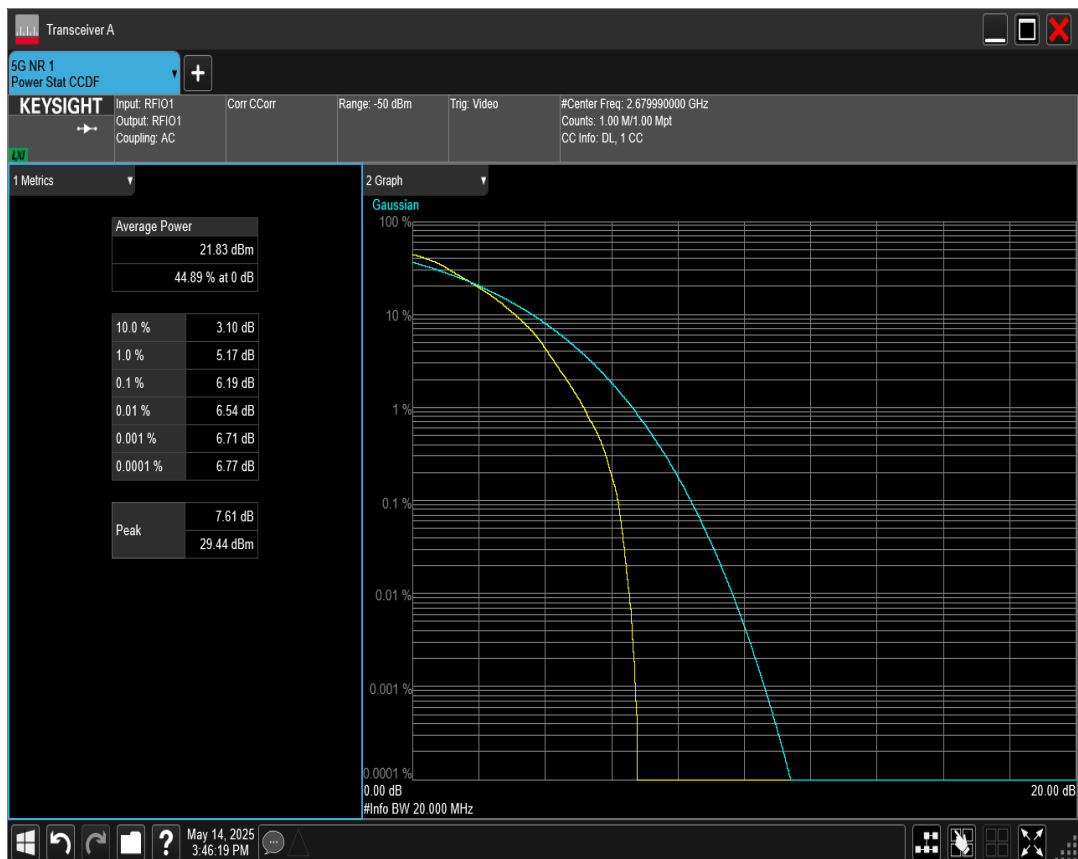 Transceiver A
5G NR 1
Power Stat CCDF
+
KEYSIGHT
LXI
Input: RFIO1
Output: RFIO1
Coupling: AC
Corr CCorr
Range: -50 dBm
Trig: Video
#Center Freq: 2.679990000 GHz
Counts: 1.00 M/1.00 Mpt
CC Info: DL, 1 CC
1 Metrics
Average Power
21.83 dBm
44.89 % at 0 dB
10.0 % 3.10 dB
1.0 % 5.17 dB
0.1 % 6.19 dB
0.01 % 6.54 dB
0.001 % 6.71 dB
0.0001 % 6.77 dB
Peak 7.61 dB
29.44 dBm
2 Graph
Gaussian
100 %
10 %
1 %
0.1 %
0.01 %
0.001 %
0.0001 %
0.00 dB 20.00 dB
#Info BW 20.000 MHz
?
May 14, 2025
3:46:19 PM